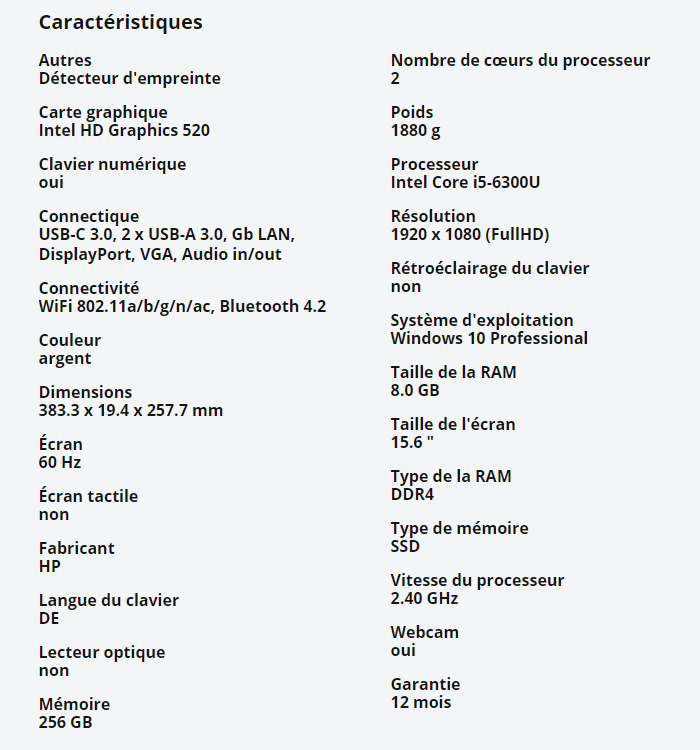 Caractéristiques
Autres
Détecteur d'empreinte
Carte graphique
Intel HD Graphics 520
Clavier numérique
oui
Connectique
USB-C 3.0, 2 x USB-A 3.0, Gb LAN,
DisplayPort, VGA, Audio in/out
Connectivité
WiFi 802.11a/b/g/n/ac, Bluetooth 4.2
Couleur
argent
Dimensions
383.3 x 19.4 x 257.7 mm
Écran
60 Hz
Écran tactile
non
Fabricant
HP
Langue du clavier
DE
Lecteur optique
non
Mémoire
256 GB
Nombre de cœurs du processeur
2
Poids
1880 g
Processeur
Intel Core i5-6300U
Résolution
1920 x 1080 (FullHD)
Rétroéclairage du clavier
non
Système d'exploitation
Windows 10 Professional
Taille de la RAM
8.0 GB
Taille de l'écran
15.6 "
Type de la RAM
DDR4
Type de mémoire
SSD
Vitesse du processeur
2.40 GHz
Webcam
oui
Garantie
12 mois